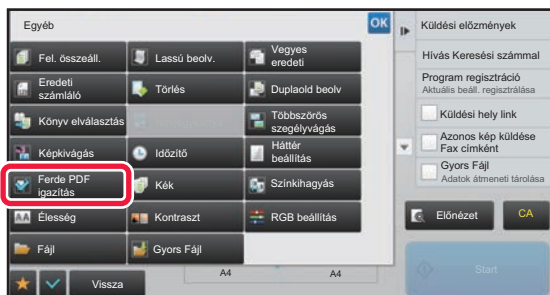 Egyéb
OK
Fel. összeáll.
Lassú beolv.
Vegyes
eredeti
Eredeti
számláló
Törlés
Duplaold beolv
Könyv elválasztás
Többszörös
szegélyvágás
Képkivágás
Időzítő
Háttér
beállítás
Ferde PDF
igazítás
Kék
Színkihagyás
AA Élesség
Kontraszt
RGB beállítás
Fájl
Gyors Fájl
Vissza
A4
A4
Küldési előzmények
Hívás Keresési számmal
Program regisztráció
Aktuális beáll. regisztrálása
Küldési hely link
Azonos kép küldése
Fax címként
Gyors Fájl
Adatok átmeneti tárolása
Előnézet
CA
Start